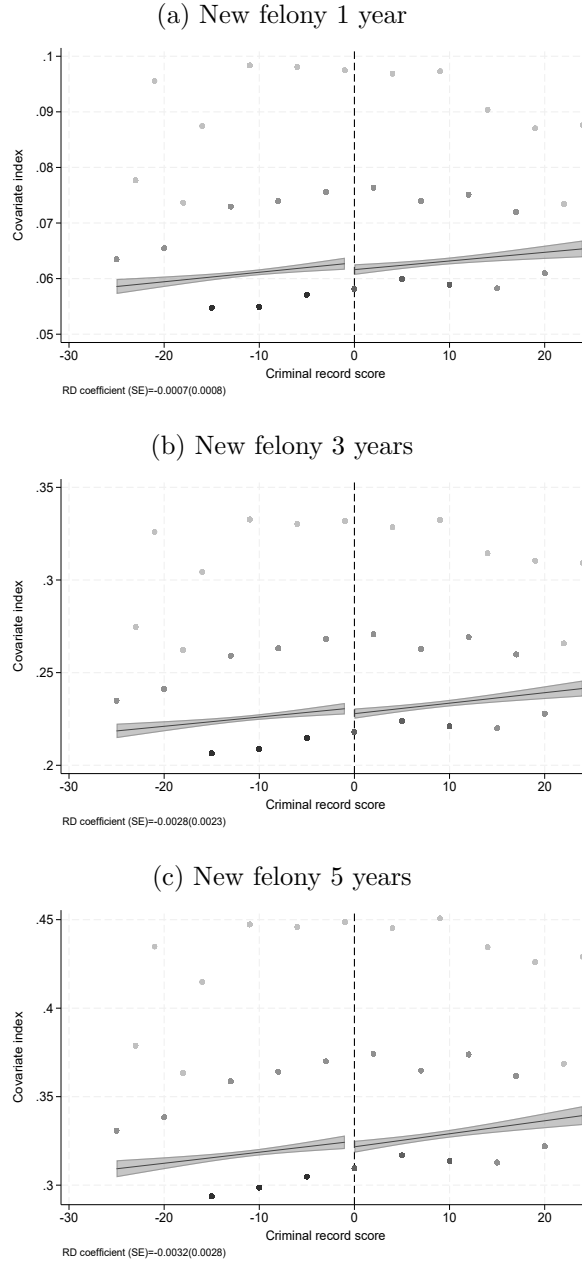 (a) New felony 1 year
.1
.09
.08
.07
.06
.05
Covariate index
-30
-20
-10
0
10
20
Criminal record score
RD coefficient (SE)=-0.0007(0.0008)
(b) New felony 3 years
.35
.3
.25
.2
Covariate index
-30
-20
-10
0
10
20
Criminal record score
RD coefficient (SE)=-0.0028(0.0023)
(c) New felony 5 years
.45
.4
.35
.3
Covariate index
-30
-20
-10
0
10
20
Criminal record score
RD coefficient (SE)=-0.0032(0.0028)